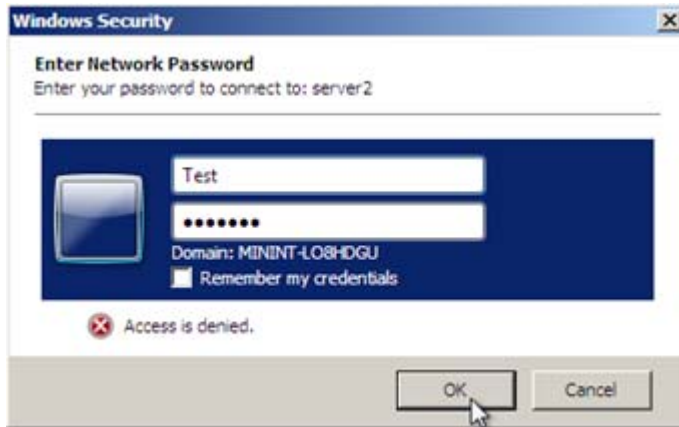 Windows Security
Enter Network Password
Enter your password to connect to: server2
Test
•••••••
Domain: MININT-LO8HDGU
Remember my credentials
Access is denied.
OK
Cancel